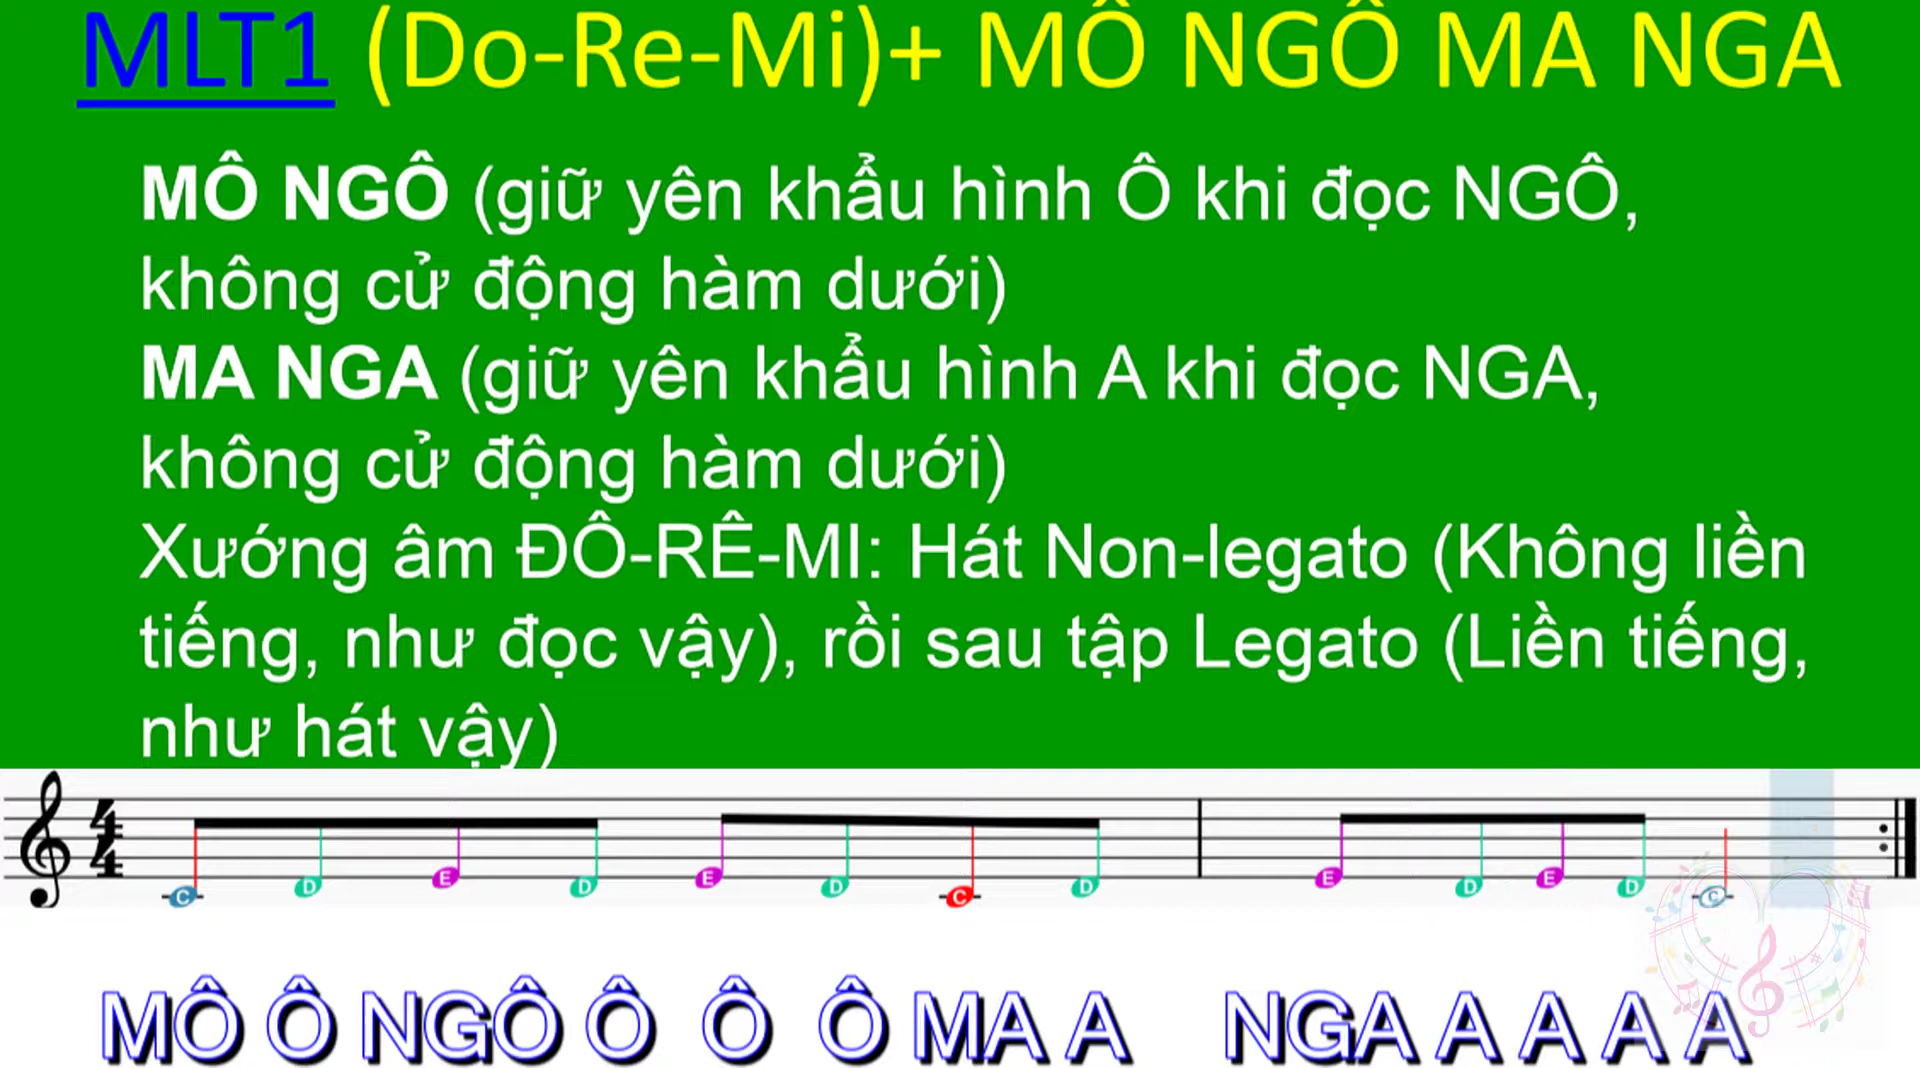 MLT1 (Do-Re-Mi)+ MÔ NGÔ MA NGA
MÔ NGÔ (giữ yên khẩu hình Ô khi đọc NGÔ,
không cử động hàm dưới)
MA NGA (giữ yên khẩu hình A khi đọc NGA,
không cử động hàm dưới)
Xướng âm ĐÔ-RÊ-MI: Hát Non-legato (Không liền
tiếng, như đọc vậy), rồi sau tập Legato (Liền tiếng,
như hát vậy)
4
4
C D E D E D C D E D E D C
MÔ Ô NGÔ Ô Ô Ô MA A NGA A A A A